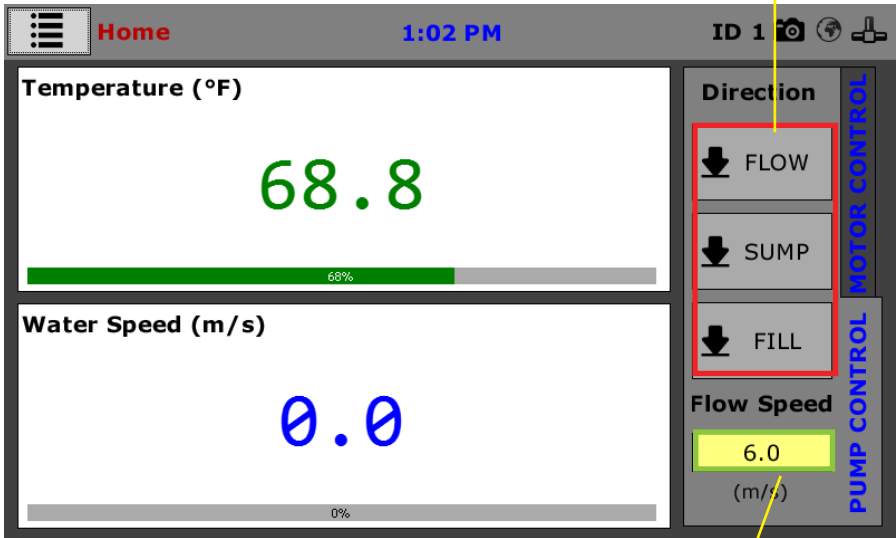 Home 1:02 PM ID 1
Temperature (°F)
68.8
68%
Water Speed (m/s)
0.0
0%
Direction
FLOW
SUMP
FILL
Flow Speed
6.0
(m/s)
MOTOR CONTROL
PUMP CONTROL